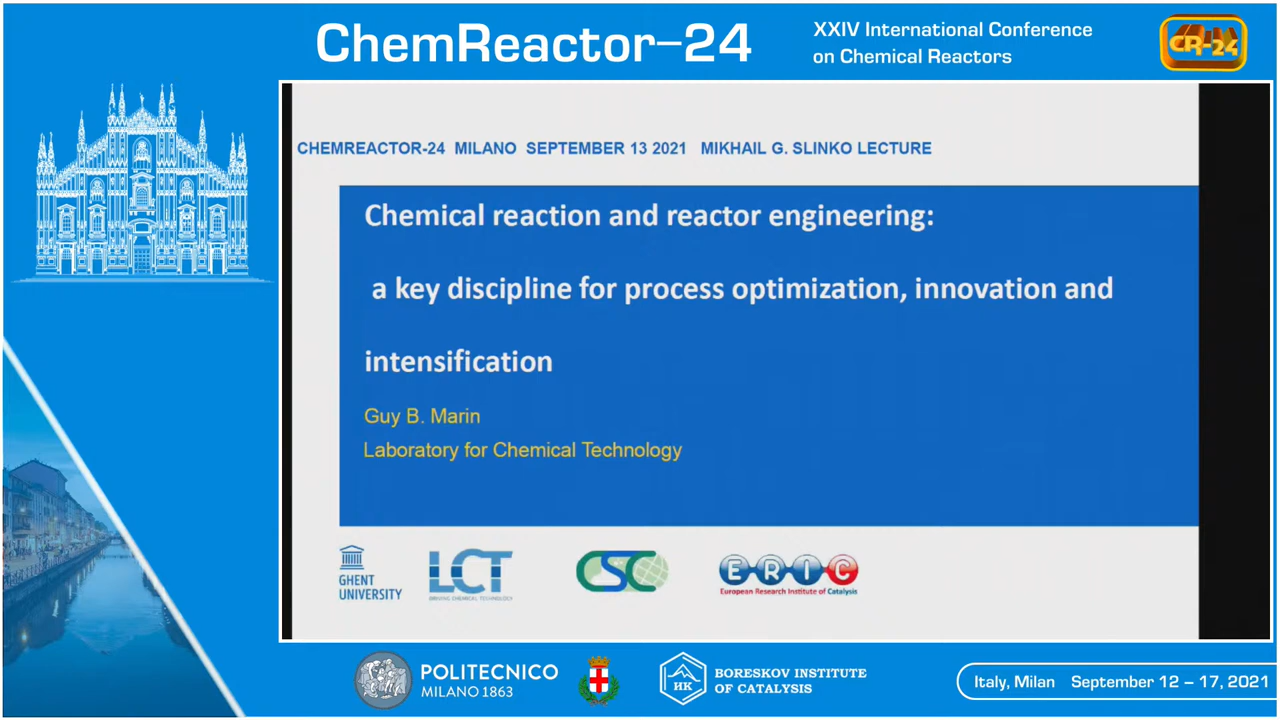 ChemReactor–24
XXIV International Conference
on Chemical Reactors
CR-24
CHEMREACTOR-24 MILANO SEPTEMBER 13 2021 MIKHAIL G. SLINKO LECTURE
Chemical reaction and reactor engineering:
a key discipline for process optimization, innovation and
intensification
Guy B. Marin
Laboratory for Chemical Technology
GHENT
UNIVERSITY
LCT
DRIVING CHEMICAL TECHNOLOGY
CSC
ERIC
European Research Institute of Catalysis
POLITECNICO
MILANO 1863
HK
BORESKOV INSTITUTE
OF CATALYSIS
Italy, Milan September 12 – 17, 2021